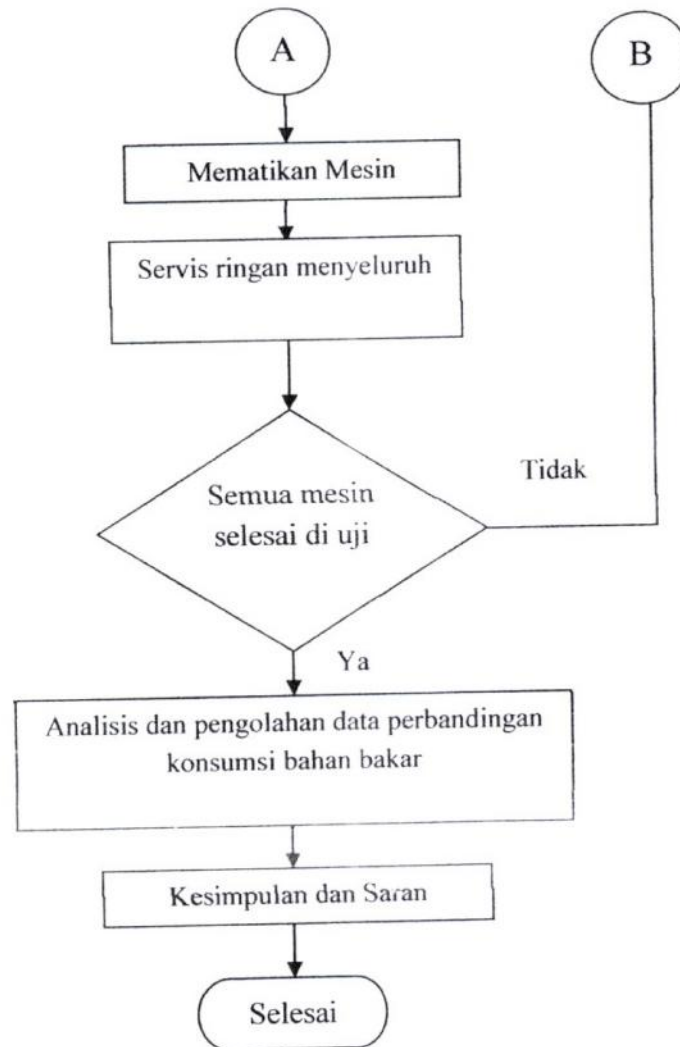 A
B
Mematikan Mesin
Servis ringan menyeluruh
Semua mesin
selesai di uji
Tidak
Ya
Analisis dan pengolahan data perbandingan
konsumsi bahan bakar
Kesimpulan dan Saran
Selesai